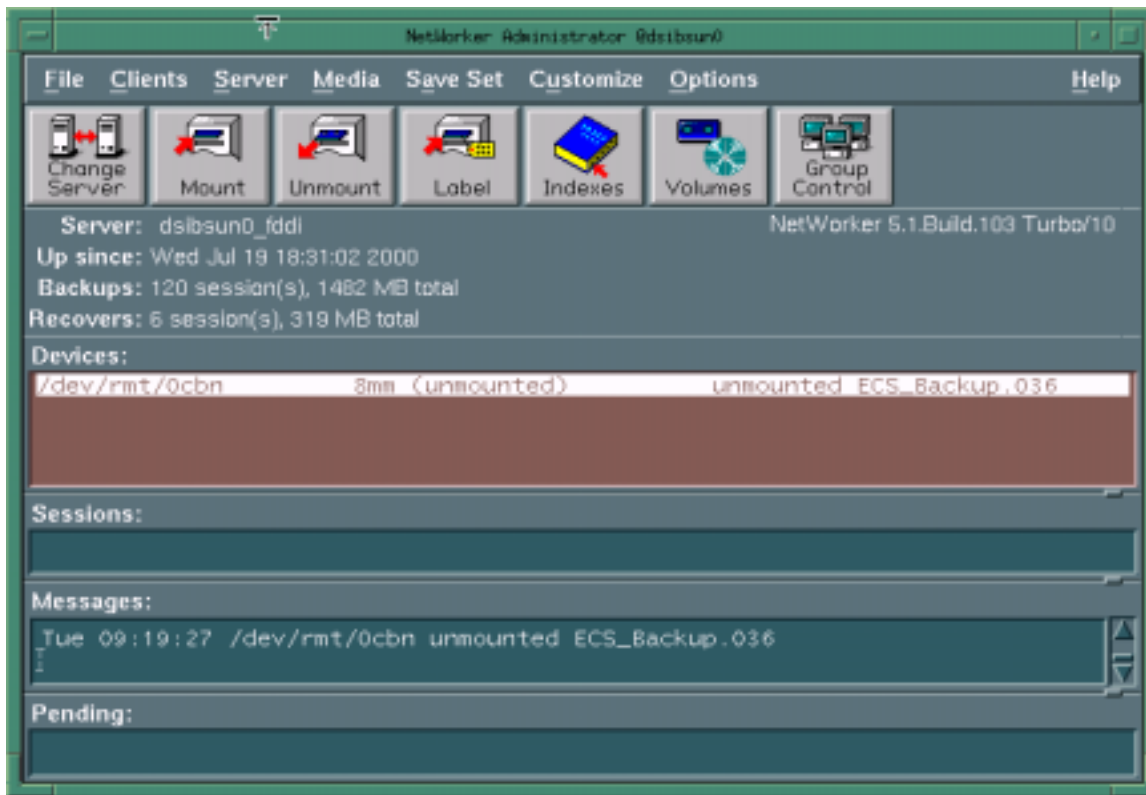 NetWorker Administrator @dsibsun0
File Clients Server Media Save Set Customize Options Help
Change Server Mount Unmount Label Indexes Volumes Group Control
Server: dsibsun0_fddi NetWorker 5.1.Build.103 Turbo/10
Up since: Wed Jul 19 18:31:02 2000
Backups: 120 session(s), 1482 MB total
Recovers: 6 session(s), 319 MB total
Devices:
/dev/rmt/0cbn 8mm (unmounted) unmounted ECS_Backup.036
Sessions:
Messages:
Tue 09:19:27 /dev/rmt/0cbn unmounted ECS_Backup.036
Pending: